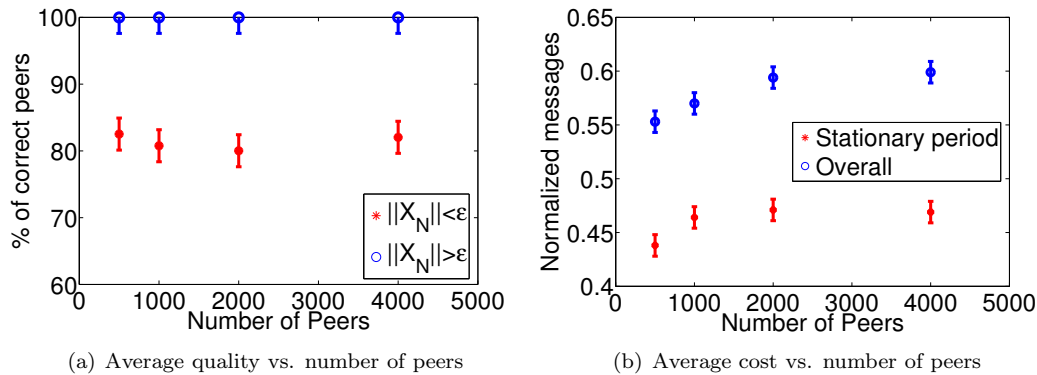 100
90
80
70
60
% of correct peers
||X_N||<ε
||X_N||>ε
0 1000 2000 3000 4000 5000
Number of Peers
(a) Average quality vs. number of peers
0.6
0.55
0.5
0.45
0.4
Normalized messages
Stationary period
Overall
0 1000 2000 3000 4000 5000
Number of Peers
(b) Average cost vs. number of peers